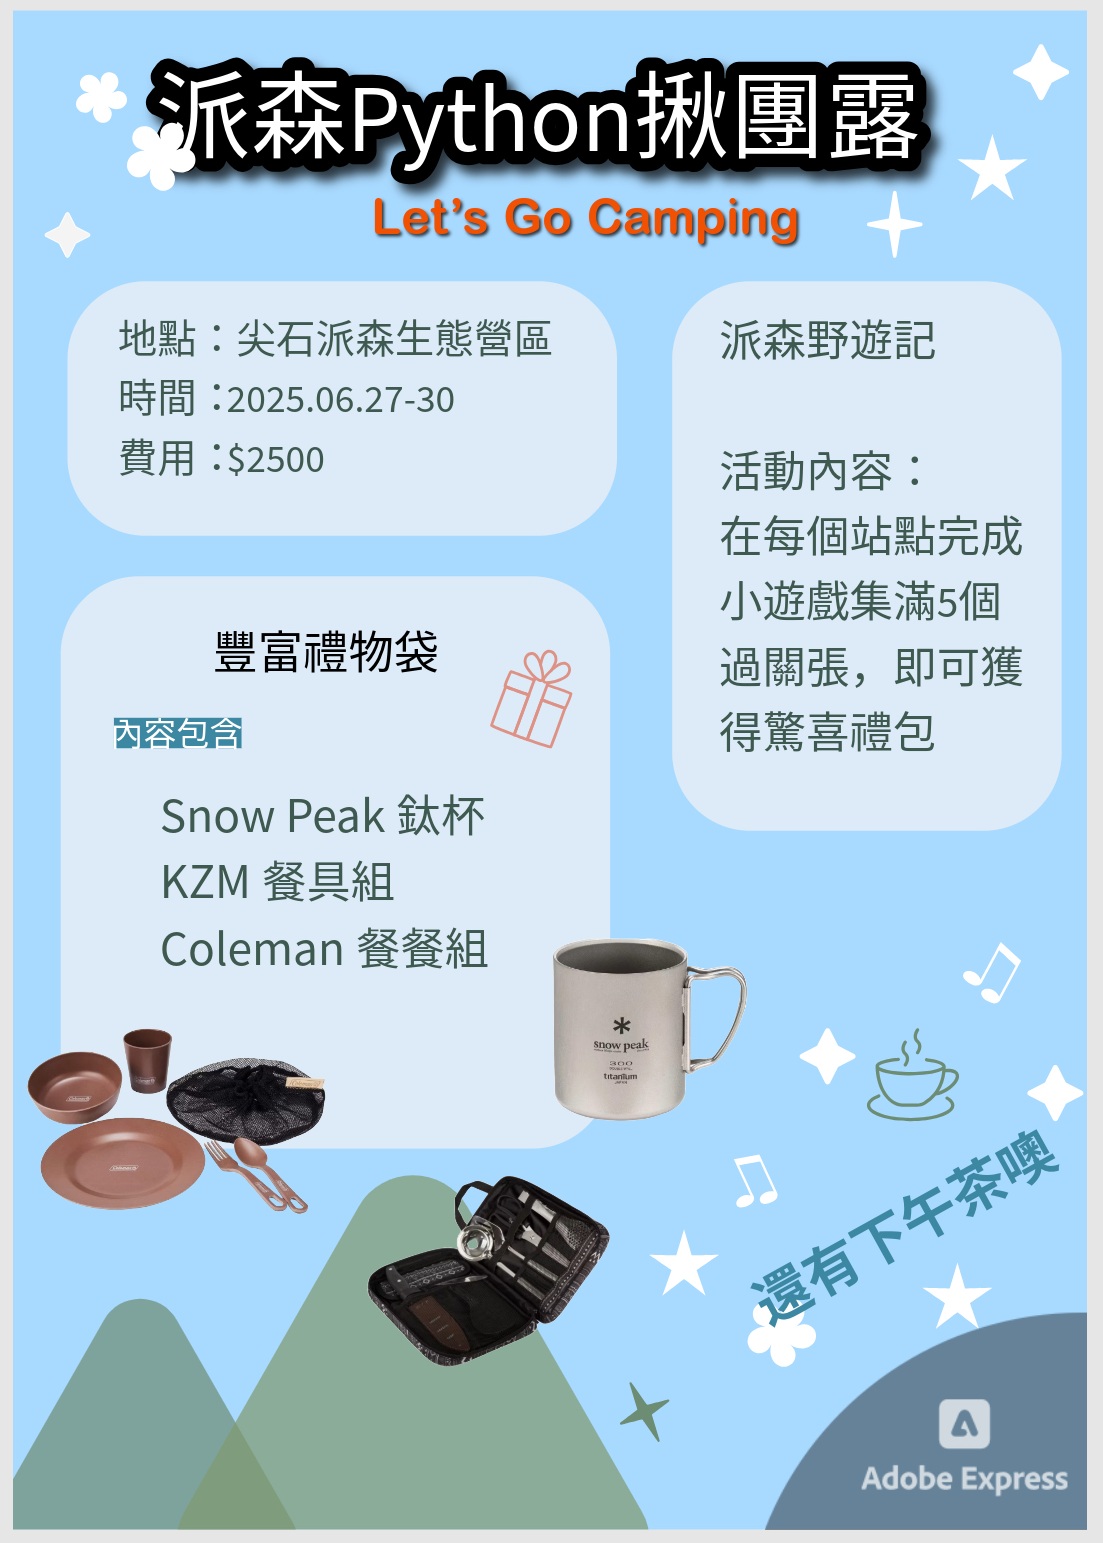 派森Python揪團露
Let's Go Camping
地點：尖石派森生態營區
時間：2025.06.27-30
費用：$2500
派森野遊記
活動內容：
在每個站點完成
小遊戲集滿5個
過關張，即可獲
得驚喜禮包
豐富禮物袋
內容包含
Snow Peak 鈦杯
KZM 餐具組
Coleman 餐餐組
snow peak
300
titanium
還有下午茶噢
Adobe Express